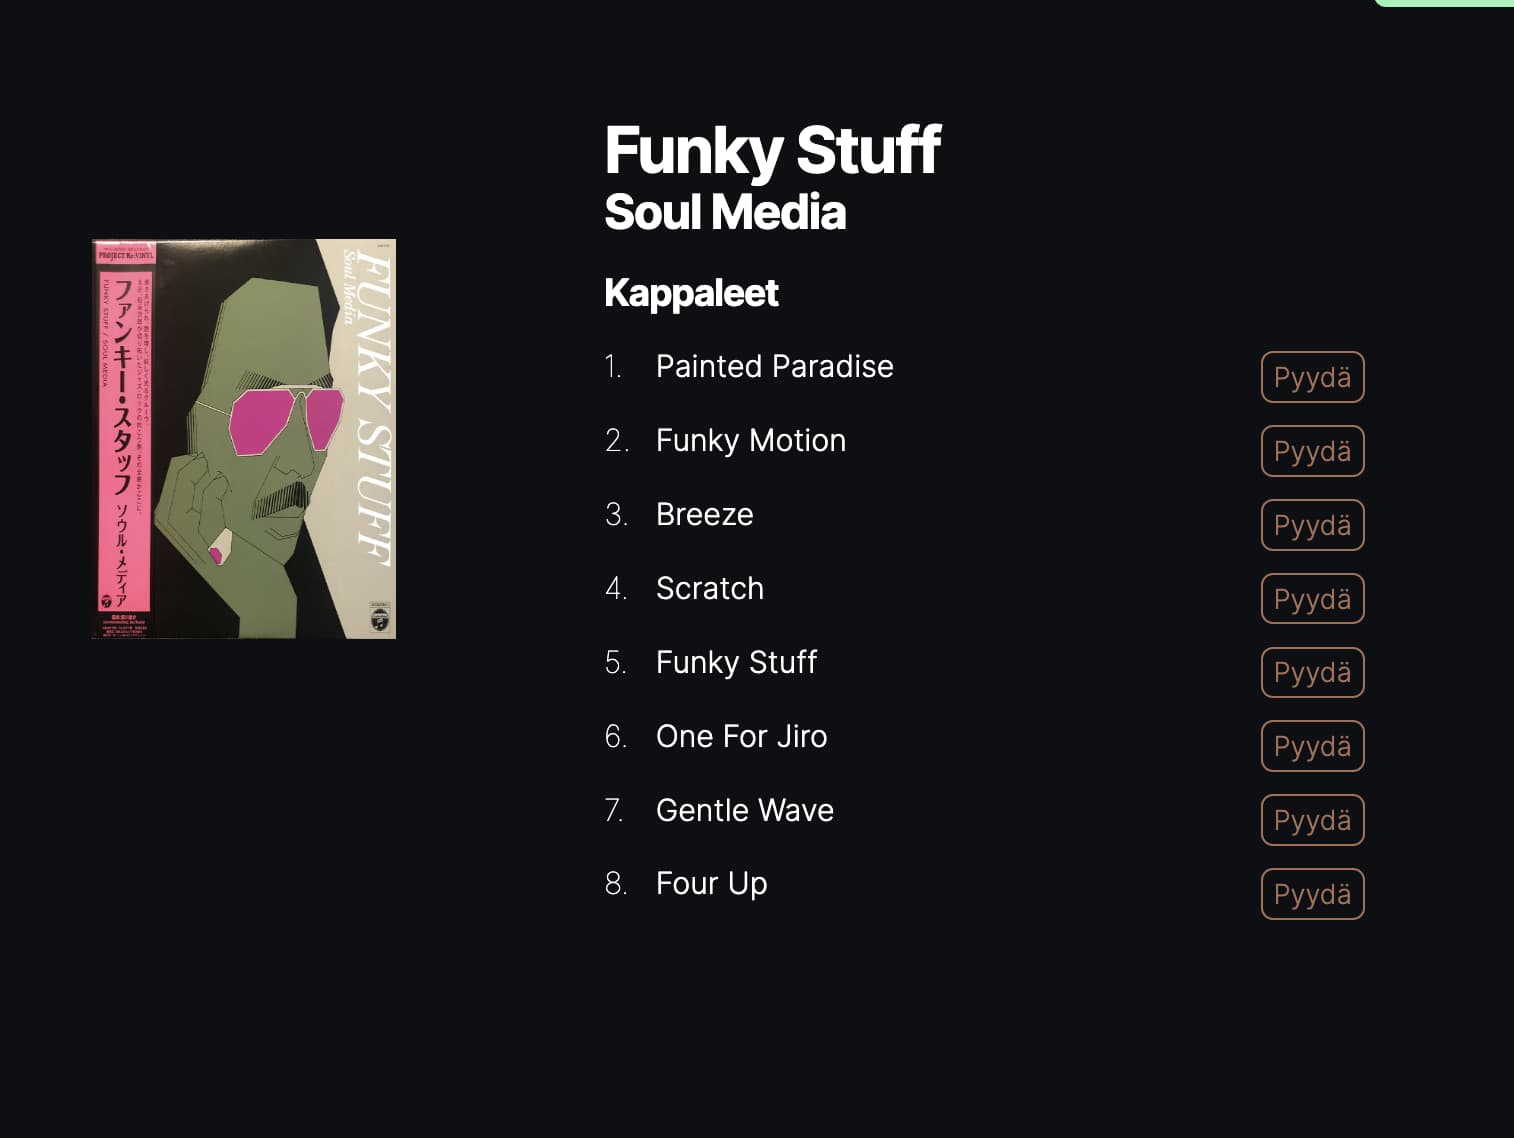 Funky Stuff
Soul Media
Kappaleet
1. Painted Paradise Pyydä
2. Funky Motion Pyydä
3. Breeze Pyydä
4. Scratch Pyydä
5. Funky Stuff Pyydä
6. One For Jiro Pyydä
7. Gentle Wave Pyydä
8. Four Up Pyydä
PROJECT Re:VINYL
ファンキー・スタッフ ソウル・メディア
FUNKY STUFF / SOUL MEDIA
FUNKY STUFF
Soul Media